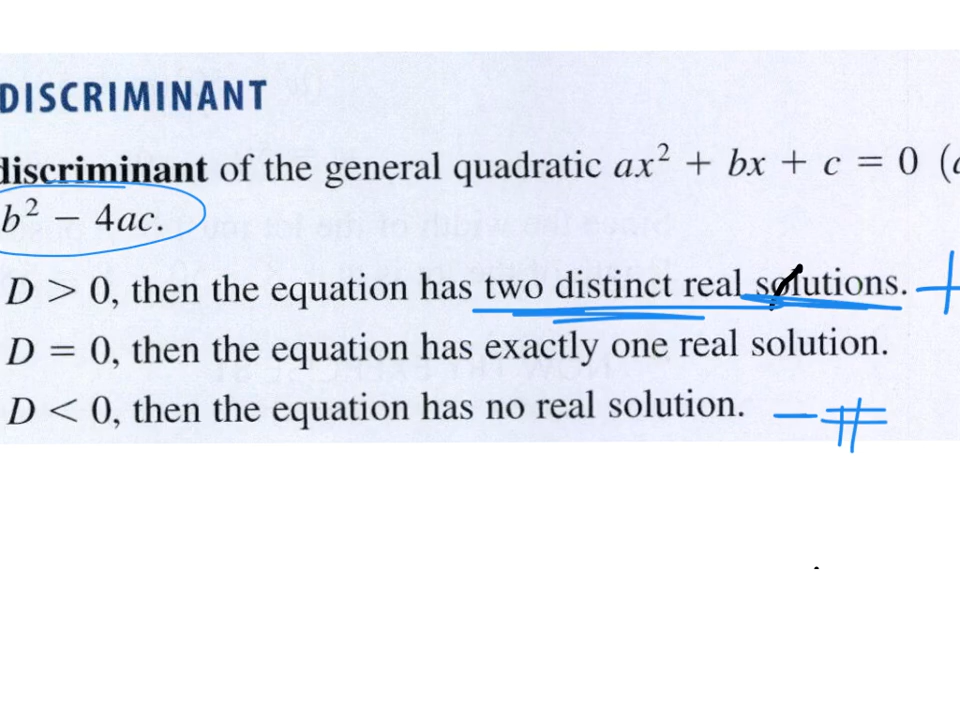 DISCRIMINANT
discriminant of the general quadratic ax² + bx + c = 0 (
b² − 4ac.
D > 0, then the equation has two distinct real solutions. +
D = 0, then the equation has exactly one real solution.
D < 0, then the equation has no real solution. − #